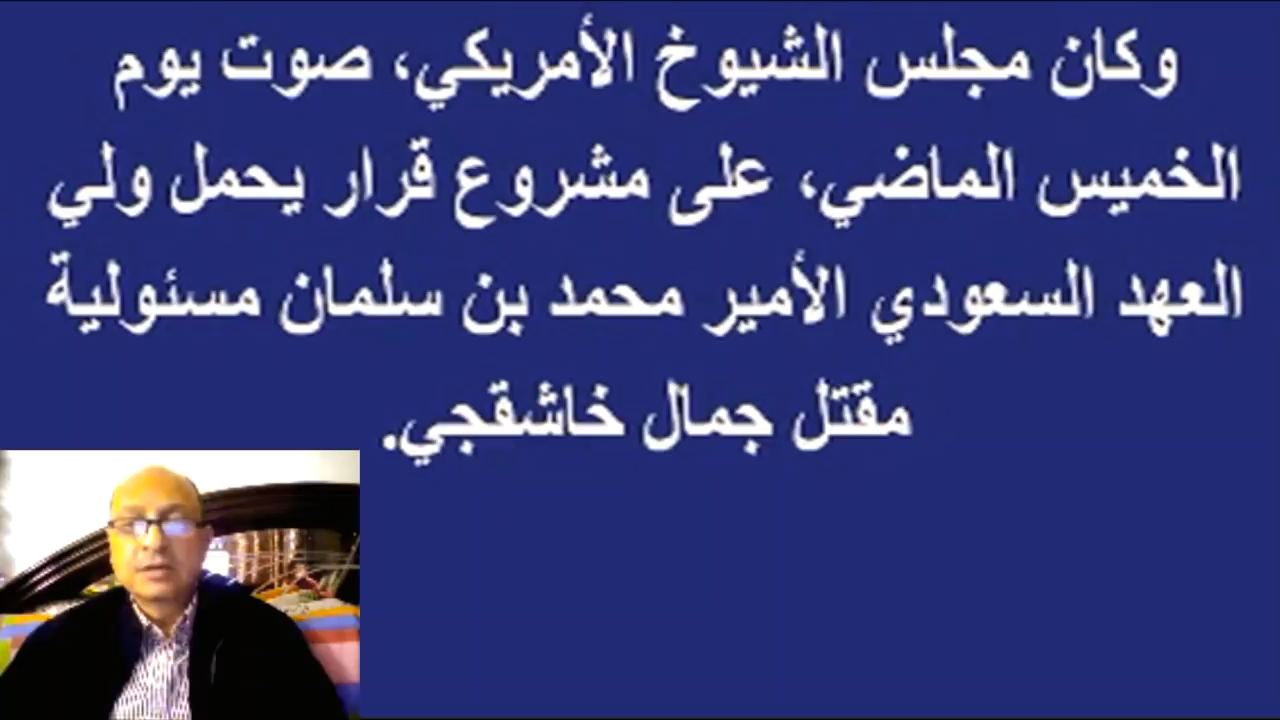 وكان مجلس الشيوخ الأمريكي، صوت يوم
الخميس الماضي، على مشروع قرار يحمل ولي
العهد السعودي الأمير محمد بن سلمان مسئولية
مقتل جمال خاشقجي.